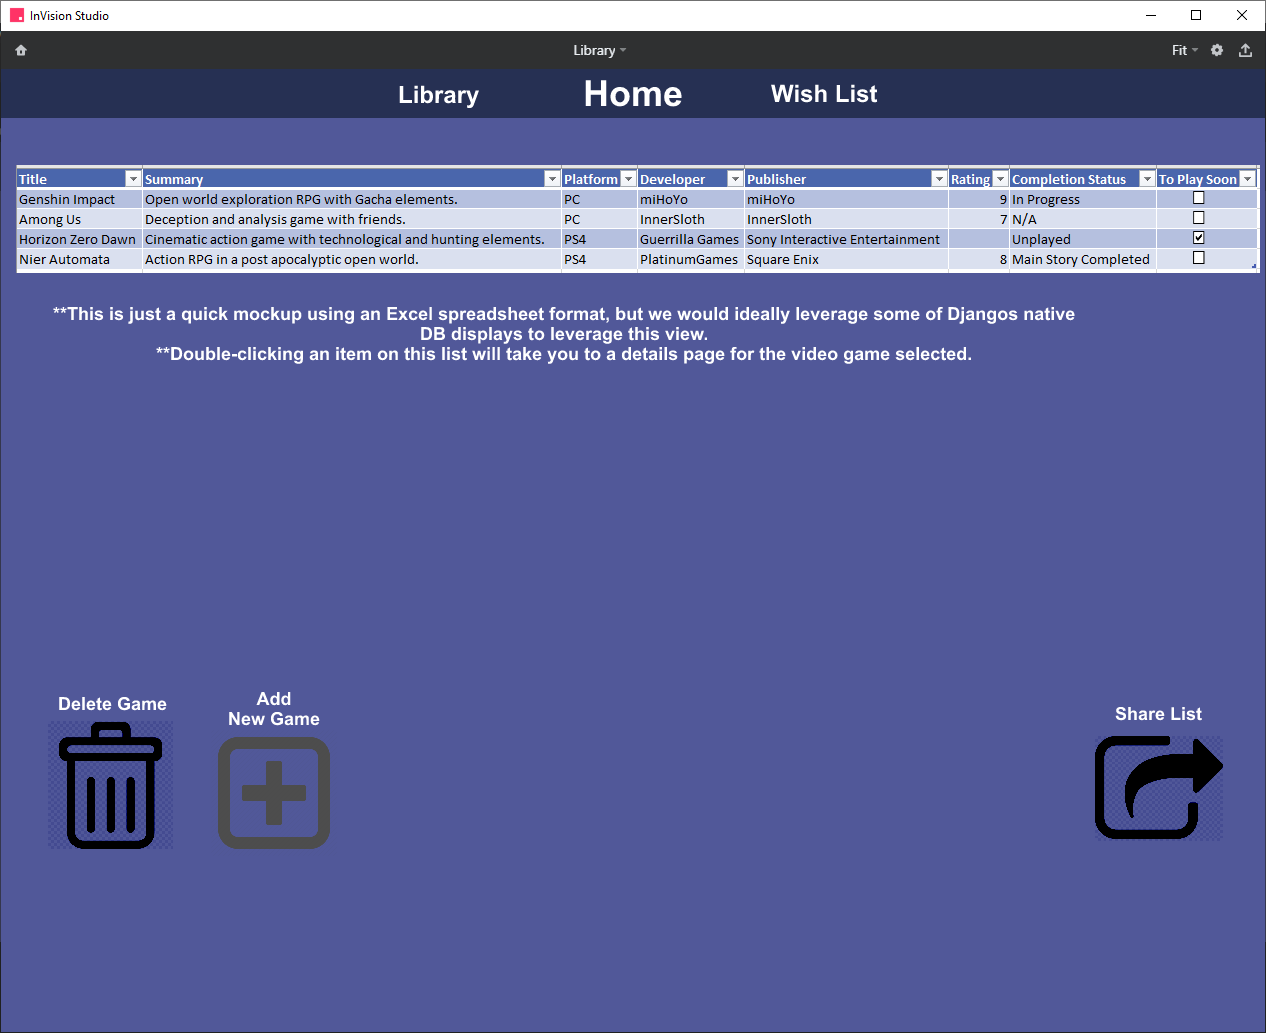 InVision Studio
Library
Fit
Library Home Wish List
Title Summary Platform Developer Publisher Rating Completion Status To Play Soon
Genshin Impact Open world exploration RPG with Gacha elements. PC miHoYo miHoYo 9 In Progress
Among Us Deception and analysis game with friends. PC InnerSloth InnerSloth 7 N/A
Horizon Zero Dawn Cinematic action game with technological and hunting elements. PS4 Guerrilla Games Sony Interactive Entertainment Unplayed
Nier Automata Action RPG in a post apocalyptic open world. PS4 PlatinumGames Square Enix 8 Main Story Completed
**This is just a quick mockup using an Excel spreadsheet format, but we would ideally leverage some of Djangos native
DB displays to leverage this view.
**Double-clicking an item on this list will take you to a details page for the video game selected.
Delete Game
Add
New Game
Share List